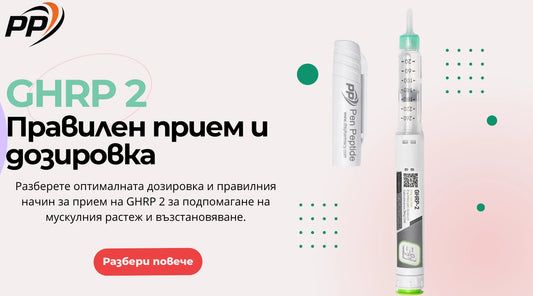 PP
GHRP 2
Правилен прием и
дозировка
Разберете оптималната дозировка и правилния
начин за прием на GHRP 2 за подпомагане на
мускулния растеж и възстановяване.
Разбери повече
PP
Pen Peptide
GHRP-2